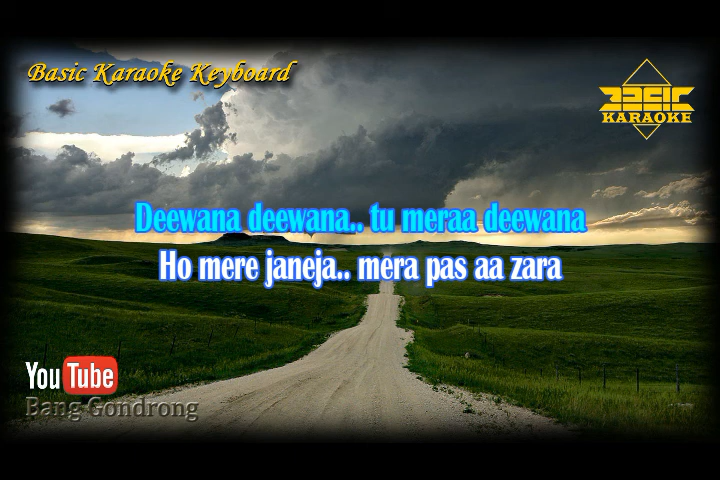 Basic Karaoke Keyboard
BASIC
KARAOKE
Deewana deewana.. tu meraa deewana
Ho mere janeja.. mera pas aa zara
YouTube
Bang Gondrong